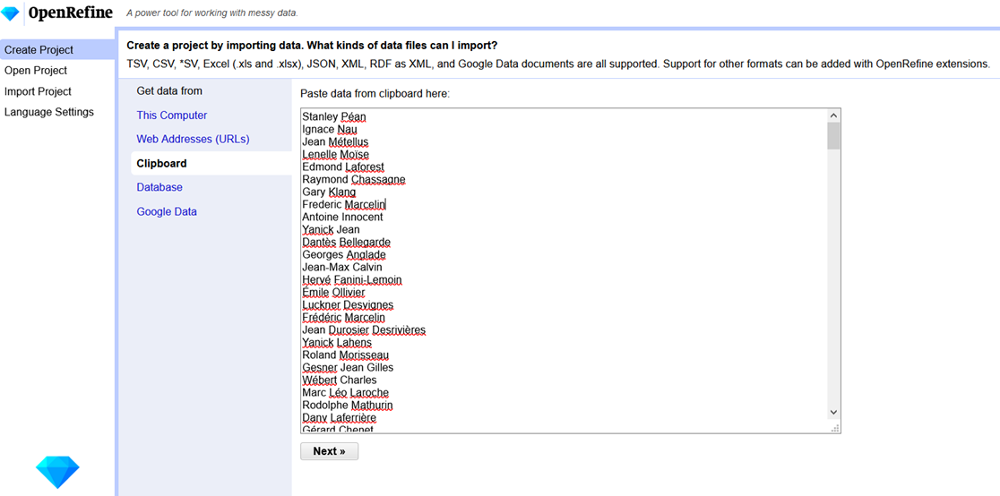 OpenRefine A power tool for working with messy data.
Create Project
Open Project
Import Project
Language Settings
Create a project by importing data. What kinds of data files can I import?
TSV, CSV, *SV, Excel (.xls and .xlsx), JSON, XML, RDF as XML, and Google Data documents are all supported. Support for other formats can be added with OpenRefine extensions.
Get data from
This Computer
Web Addresses (URLs)
Clipboard
Database
Google Data
Paste data from clipboard here:
Stanley Péan
Ignace Nau
Jean Métellus
Lenelle Moïse
Edmond Laforest
Raymond Chassagne
Gary Klang
Frederic Marcelin
Antoine Innocent
Yanick Jean
Dantès Bellegarde
Georges Anglade
Jean-Max Calvin
Hervé Fanini-Lemoin
Émile Ollivier
Luckner Desvignes
Frédéric Marcelin
Jean Durosier Desrivières
Yanick Lahens
Roland Morisseau
Gesner Jean Gilles
Wébert Charles
Marc Léo Laroche
Rodolphe Mathurin
Dany Laferrière
Gérard Chenet
Next »